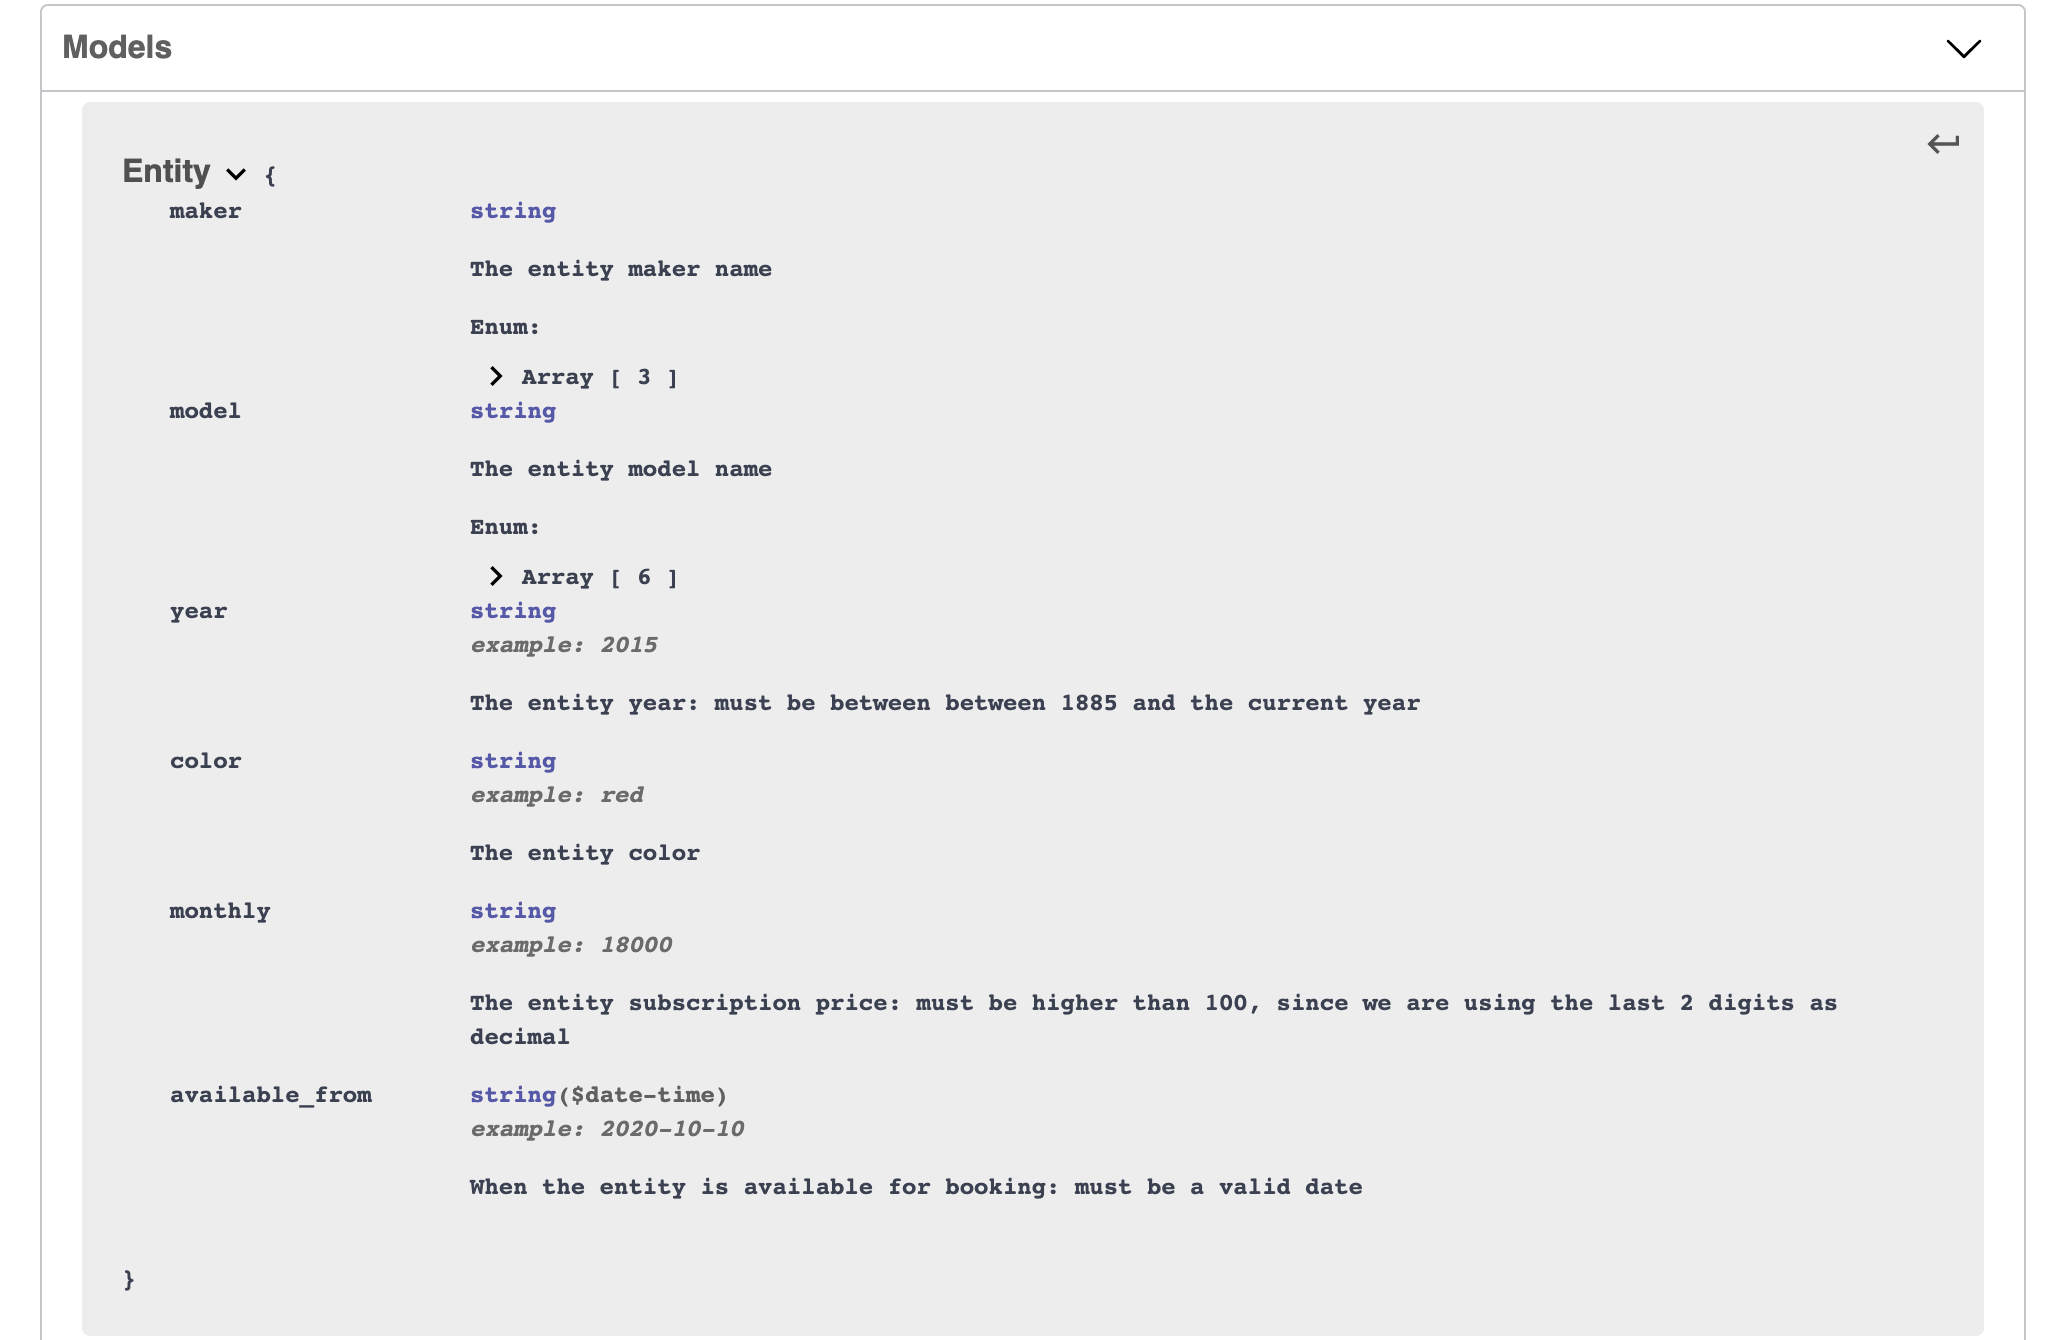 Models
Entity {
maker string
The entity maker name
Enum:
Array [ 3 ]
model string
The entity model name
Enum:
Array [ 6 ]
year string
example: 2015
The entity year: must be between between 1885 and the current year
color string
example: red
The entity color
monthly string
example: 18000
The entity subscription price: must be higher than 100, since we are using the last 2 digits as
decimal
available_from string($date-time)
example: 2020-10-10
When the entity is available for booking: must be a valid date
}